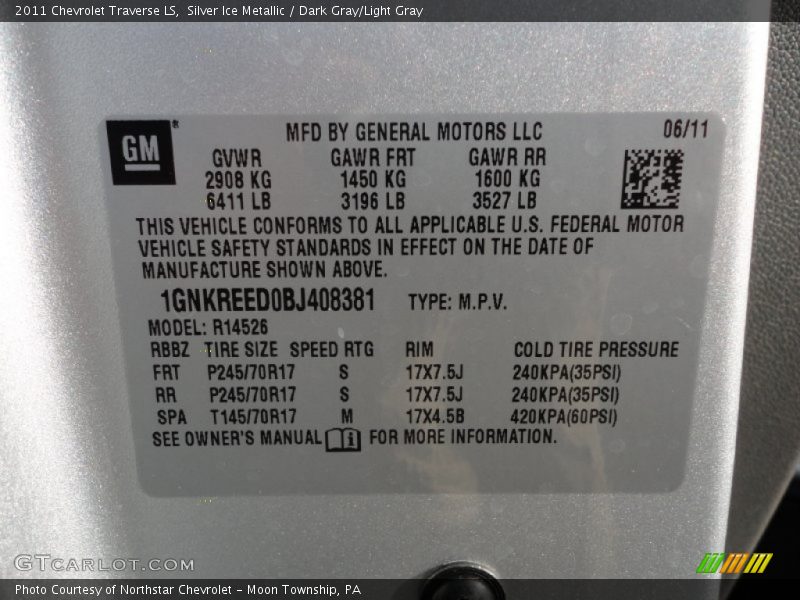 2011 Chevrolet Traverse LS, Silver Ice Metallic / Dark Gray/Light Gray
GM®
MFD BY GENERAL MOTORS LLC 06/11
GVWR GAWR FRT GAWR RR
2908 KG 1450 KG 1600 KG
6411 LB 3196 LB 3527 LB
THIS VEHICLE CONFORMS TO ALL APPLICABLE U.S. FEDERAL MOTOR
VEHICLE SAFETY STANDARDS IN EFFECT ON THE DATE OF
MANUFACTURE SHOWN ABOVE.
1GNKREED0BJ408381 TYPE: M.P.V.
MODEL: R14526
RBBZ TIRE SIZE SPEED RTG RIM COLD TIRE PRESSURE
FRT P245/70R17 S 17X7.5J 240KPA(35PSI)
RR P245/70R17 S 17X7.5J 240KPA(35PSI)
SPA T145/70R17 M 17X4.5B 420KPA(60PSI)
SEE OWNER'S MANUAL FOR MORE INFORMATION.
GTCarLot.com
Photo Courtesy of Northstar Chevrolet - Moon Township, PA